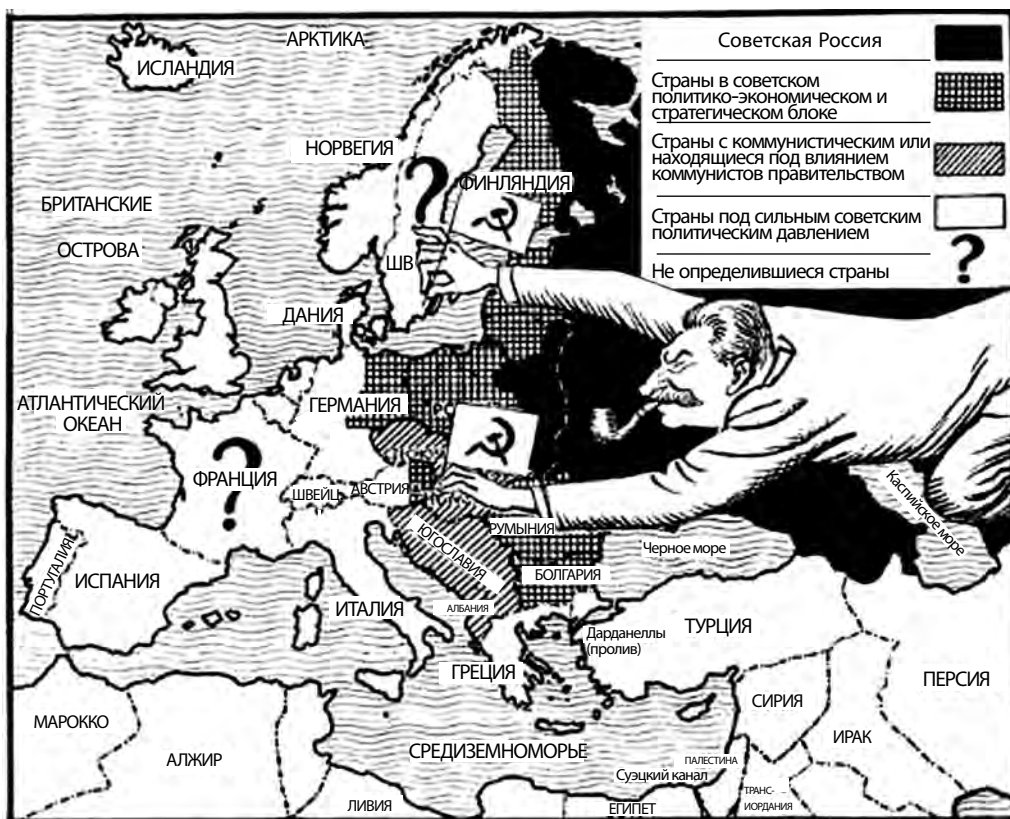 АРКТИКА
ИСЛАНДИЯ
НОРВЕГИЯ
?
ФИНЛЯНДИЯ
БРИТАНСКИЕ
ОСТРОВА
ШВ
ДАНИЯ
АТЛАНТИЧЕСКИЙ
ОКЕАН
ГЕРМАНИЯ
ФРАНЦИЯ
?
ШВЕЙЦ
АВСТРИЯ
РУМЫНИЯ
ЮГОСЛАВИЯ
Черное море
Каспийское море
ПОРТУГАЛИЯ
ИСПАНИЯ
ИТАЛИЯ
АЛБАНИЯ
БОЛГАРИЯ
Дарданеллы
(пролив)
ТУРЦИЯ
ГРЕЦИЯ
ПЕРСИЯ
СИРИЯ
МАРОККО
АЛЖИР
СРЕДИЗЕМНОМОРЬЕ
ИРАК
ПАЛЕСТИНА
Суэцкий канал
ТРАНС-
ИОРДАНИЯ
ЛИВИЯ
ЕГИПЕТ
Советская Россия
Страны в советском
политико-экономическом и
стратегическом блоке
Страны с коммунистическим или
находящиеся под влиянием
коммунистов правительством
Страны под сильным советским
политическим давлением
Не определившиеся страны
?